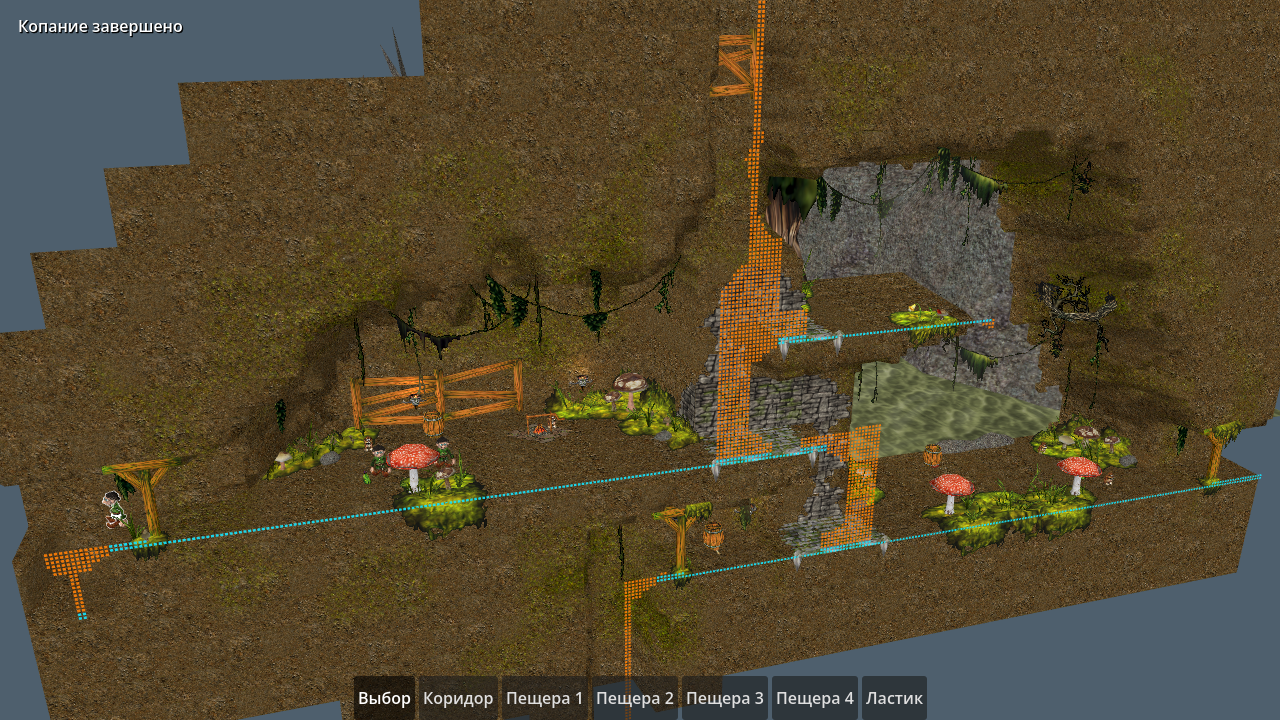 Копание завершено
Выбор Коридор Пещера 1 Пещера 2 Пещера 3 Пещера 4 Ластик